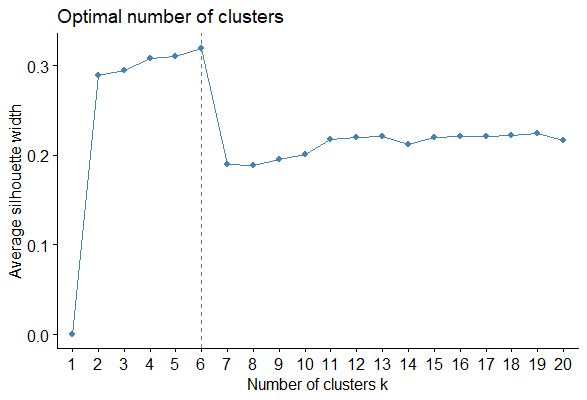 Optimal number of clusters
Average silhouette width
0.3
0.2
0.1
0.0
1 2 3 4 5 6 7 8 9 10 11 12 13 14 15 16 17 18 19 20
Number of clusters k